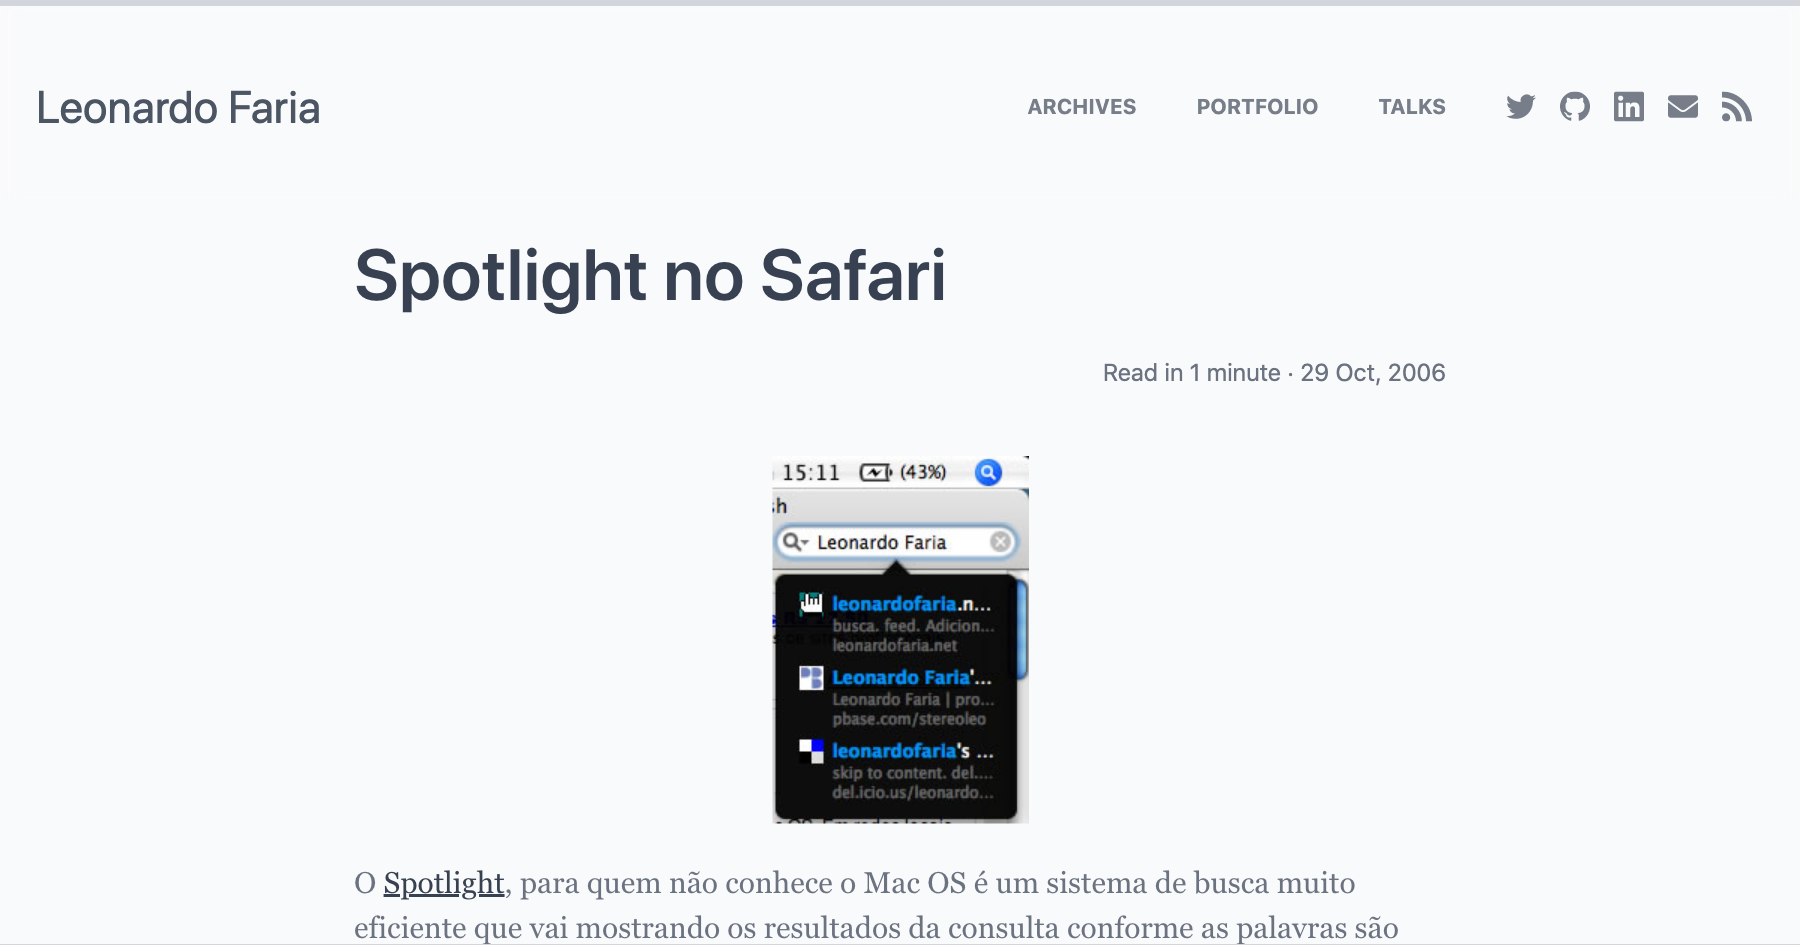 Leonardo Faria
ARCHIVES PORTFOLIO TALKS
Spotlight no Safari
Read in 1 minute · 29 Oct, 2006
15:11 (43%)
sh
Leonardo Faria
leonardofaria.n...
busca. feed. Adicion...
leonardofaria.net
Leonardo Faria'...
Leonardo Faria | pro...
pbase.com/stereoleo
leonardofaria's ...
skip to content. del....
del.icio.us/leonardo...
O Spotlight, para quem não conhece o Mac OS é um sistema de busca muito
eficiente que vai mostrando os resultados da consulta conforme as palavras são